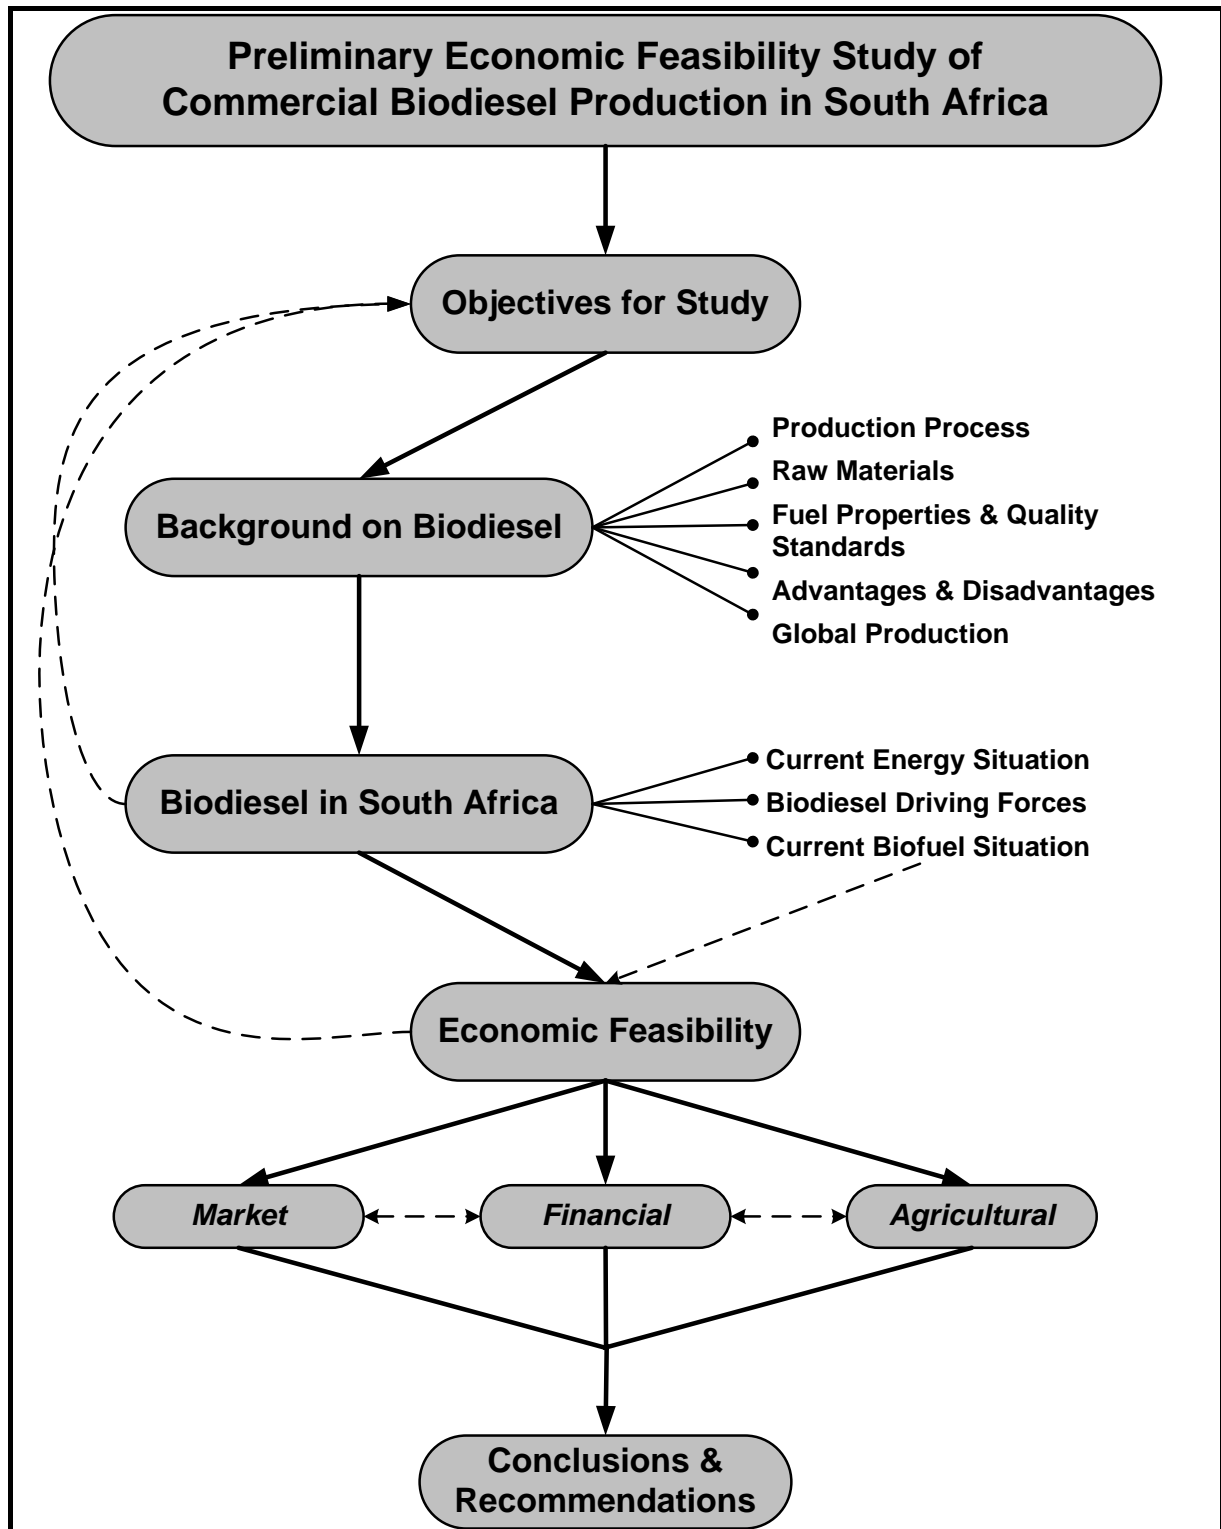 Preliminary Economic Feasibility Study of
Commercial Biodiesel Production in South Africa
Objectives for Study
Background on Biodiesel
Production Process
Raw Materials
Fuel Properties & Quality
Standards
Advantages & Disadvantages
Global Production
Biodiesel in South Africa
Current Energy Situation
Biodiesel Driving Forces
Current Biofuel Situation
Economic Feasibility
Market
Financial
Agricultural
Conclusions &
Recommendations